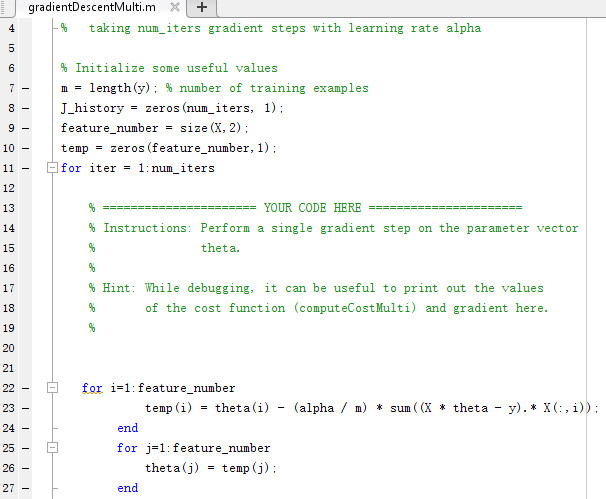 gradientDescentMulti.m × +
4 %   taking num_iters gradient steps with learning rate alpha
5
6 % Initialize some useful values
7 – m = length(y); % number of training examples
8 – J_history = zeros(num_iters, 1);
9 – feature_number = size(X,2);
10 – temp = zeros(feature_number,1);
11 – for iter = 1:num_iters
12
13 % ====================== YOUR CODE HERE ======================
14 % Instructions: Perform a single gradient step on the parameter vector
15 %               theta.
16 %
17 % Hint: While debugging, it can be useful to print out the values
18 %       of the cost function (computeCostMulti) and gradient here.
19 %
20
21
22 – for i=1:feature_number
23 – temp(i) = theta(i) - (alpha / m) * sum((X * theta - y).* X(:,i));
24 – end
25 – for j=1:feature_number
26 – theta(j) = temp(j);
27 – end